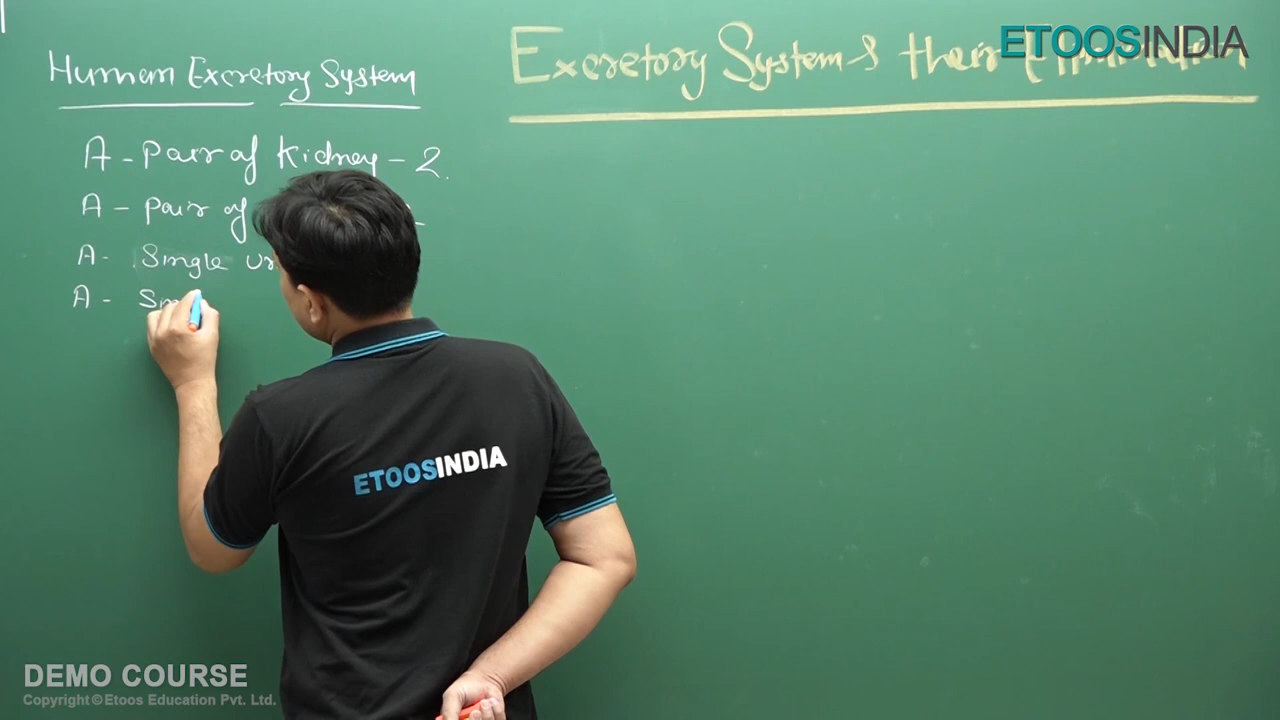 Human Excretory System
A - Pair of Kidney - 2.
A - Pair of
A - Single
A -
Excretory System & their
ETOOSINDIA
ETOOSINDIA
DEMO COURSE
Copyright©Etoos Education Pvt. Ltd.